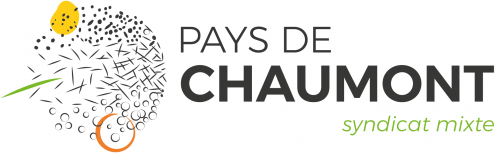 PAYS DE
CHAUMONT
syndicat mixte